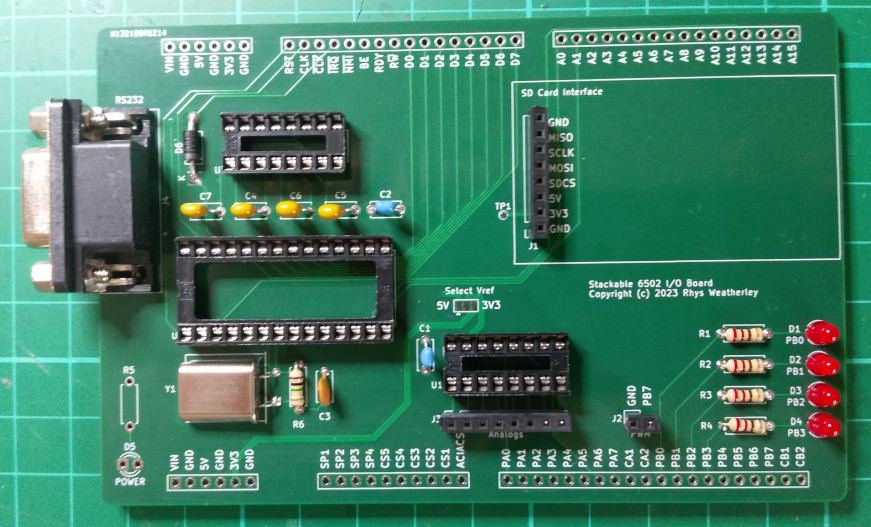 RS232
VIN GND 5V GND 3V3 GND
RST CLK CLK IRQ NMI BE RDY RW D0 D1 D2 D3 D4 D5 D6 D7
A0 A1 A2 A3 A4 A5 A6 A7 A8 A9 A10 A11 A12 A13 A14 A15
SD Card Interface
GND
MISO
SCLK
MOSI
SDCS
5V
3V3
GND
J1
TP1
D6
K
C7 C4 C6 C5 C2
Stackable 6502 I/O Board
Copyright (c) 2023 Rhys Weatherley
Select Vref
5V 3V3
C1
U1
J3
Analogs
Y1
R6
C3
R5
D5
POWER
J2
GND PB7
PWM
R1 D1 PB0
R2 D2 PB1
R3 D3 PB2
R4 D4 PB3
VIN GND 5V GND 3V3 GND
SP1 SP2 SP3 SP4 CS5 CS4 CS3 CS2 CS1 ACIACS
PA0 PA1 PA2 PA3 PA4 PA5 PA6 PA7 CA1 CA2 PB0 PB1 PB2 PB3 PB4 PB5 PB6 PB7 CB1 CB2